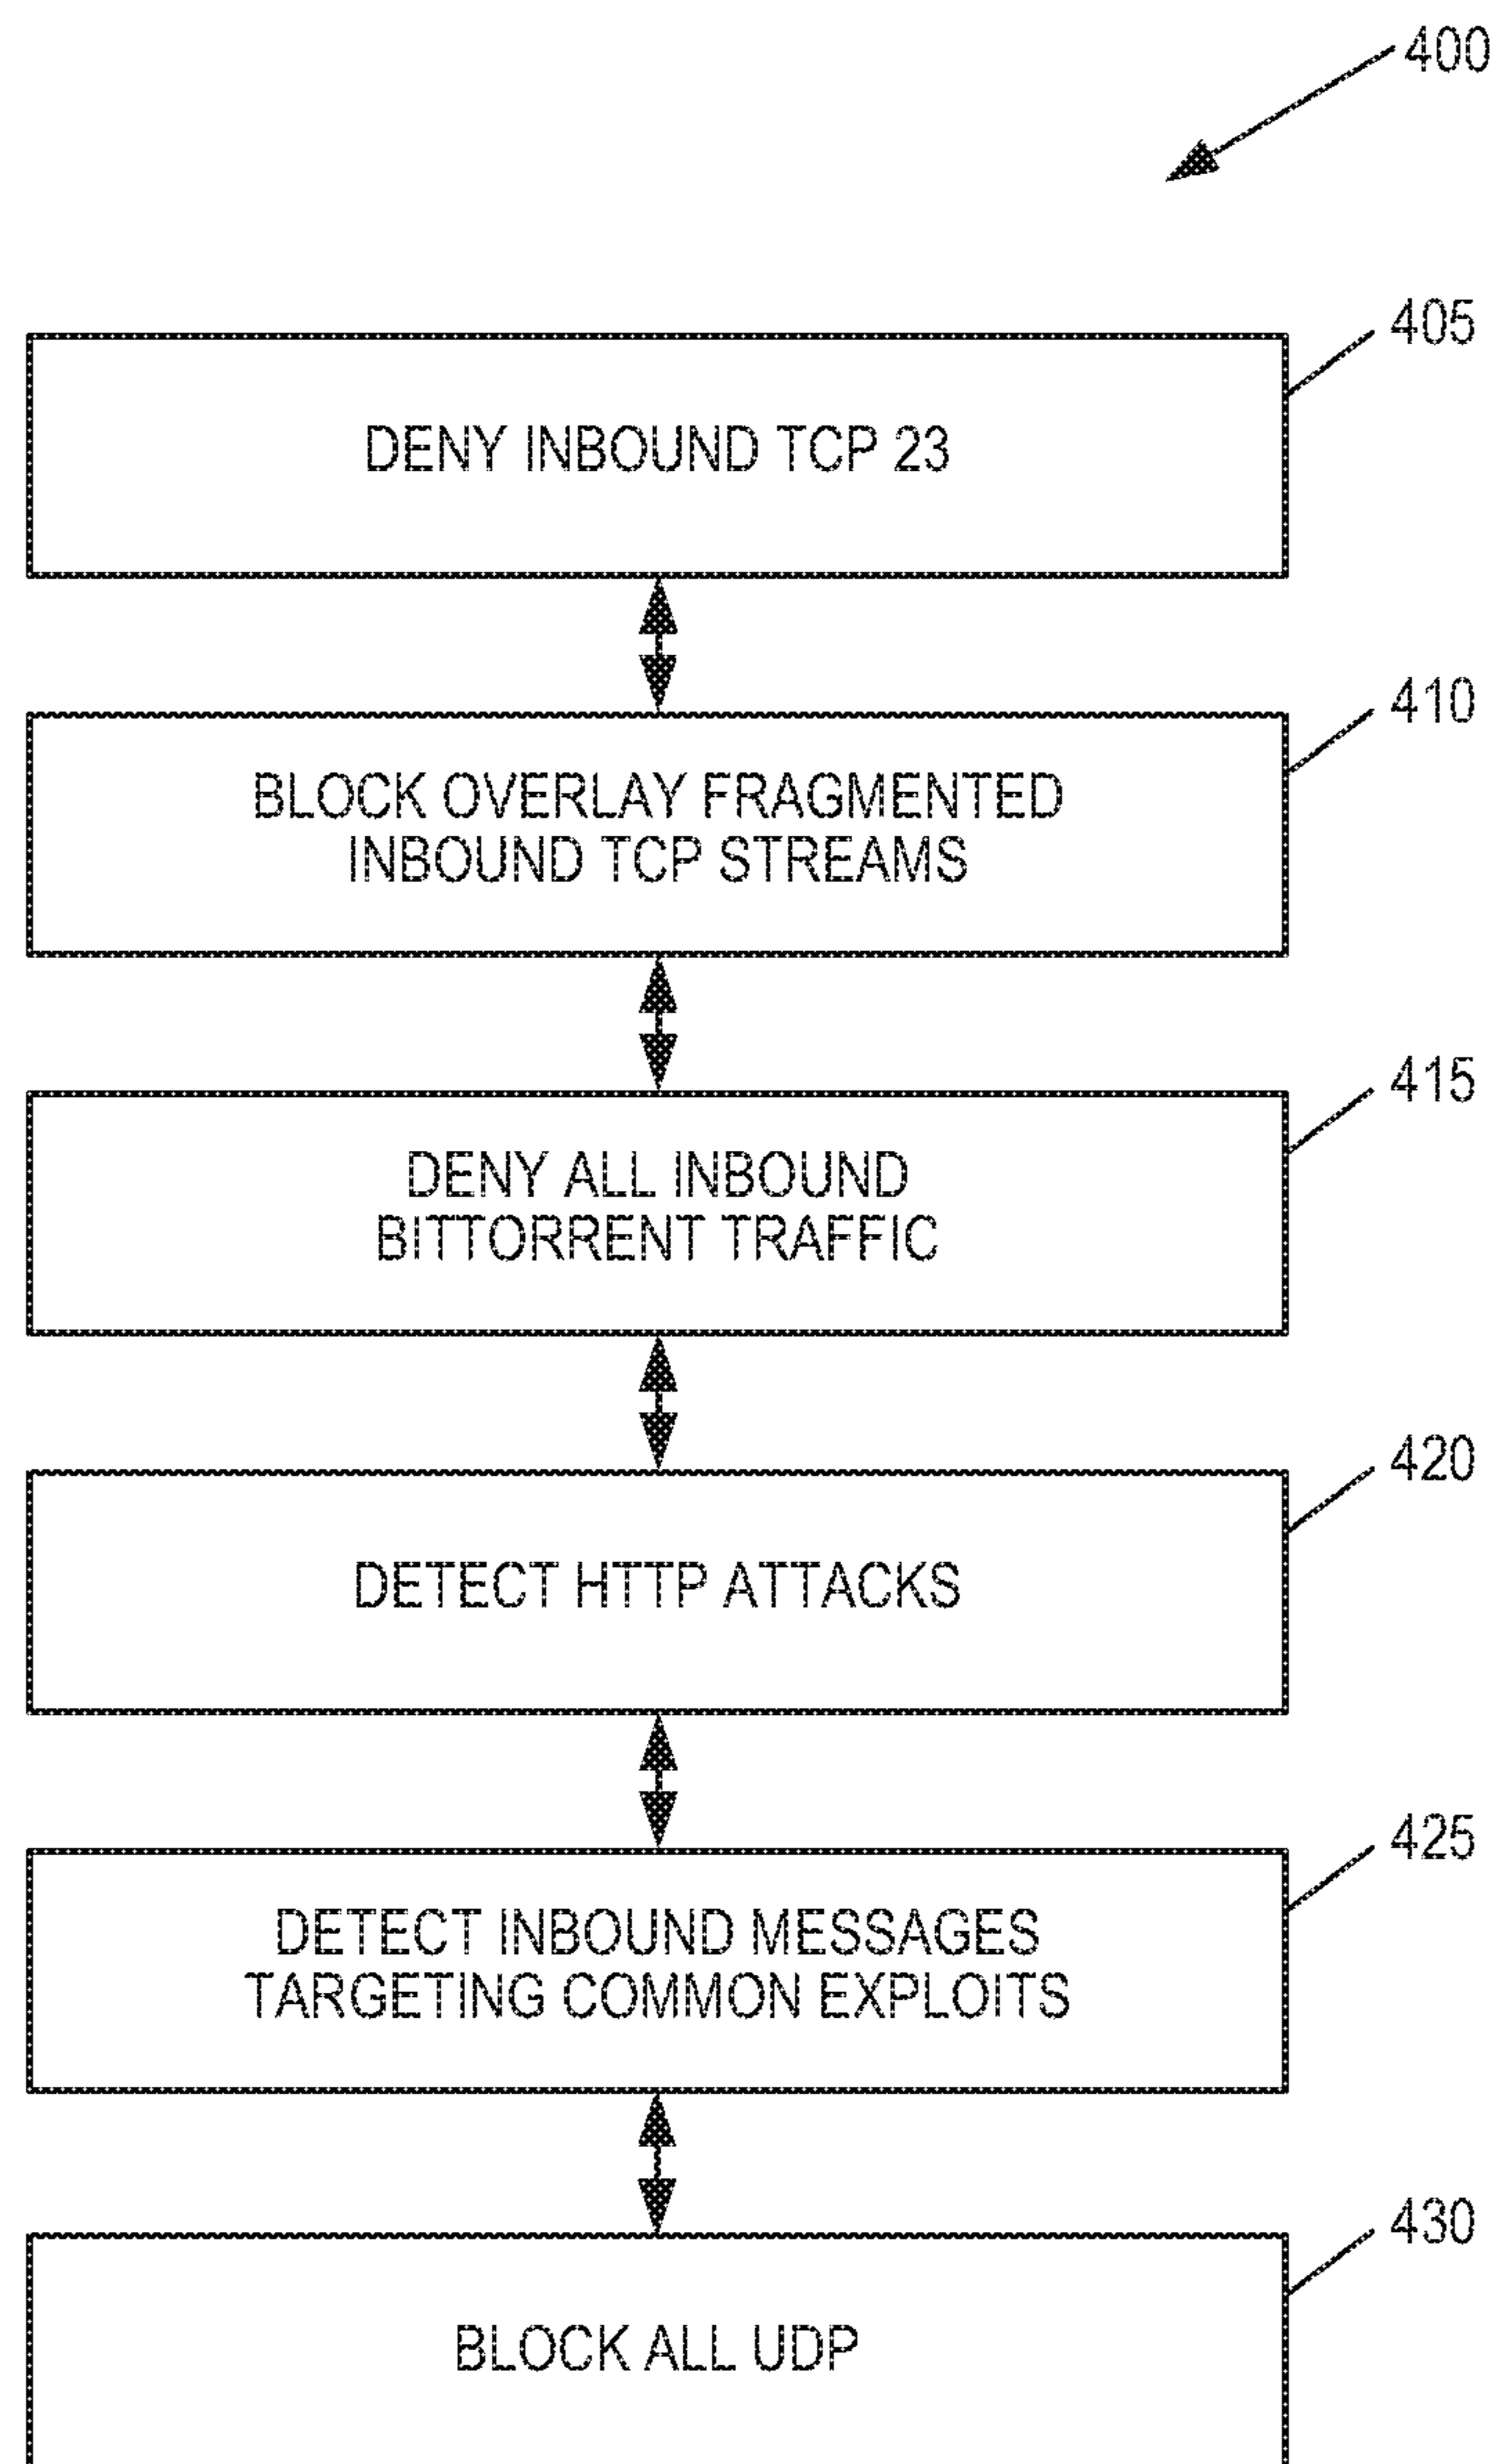 400
405
DENY INBOUND TCP 23
410
BLOCK OVERLAY FRAGMENTED
INBOUND TCP STREAMS
415
DENY ALL INBOUND
BITTORRENT TRAFFIC
420
DETECT HTTP ATTACKS
425
DETECT INBOUND MESSAGES
TARGETING COMMON EXPLOITS
430
BLOCK ALL UDP